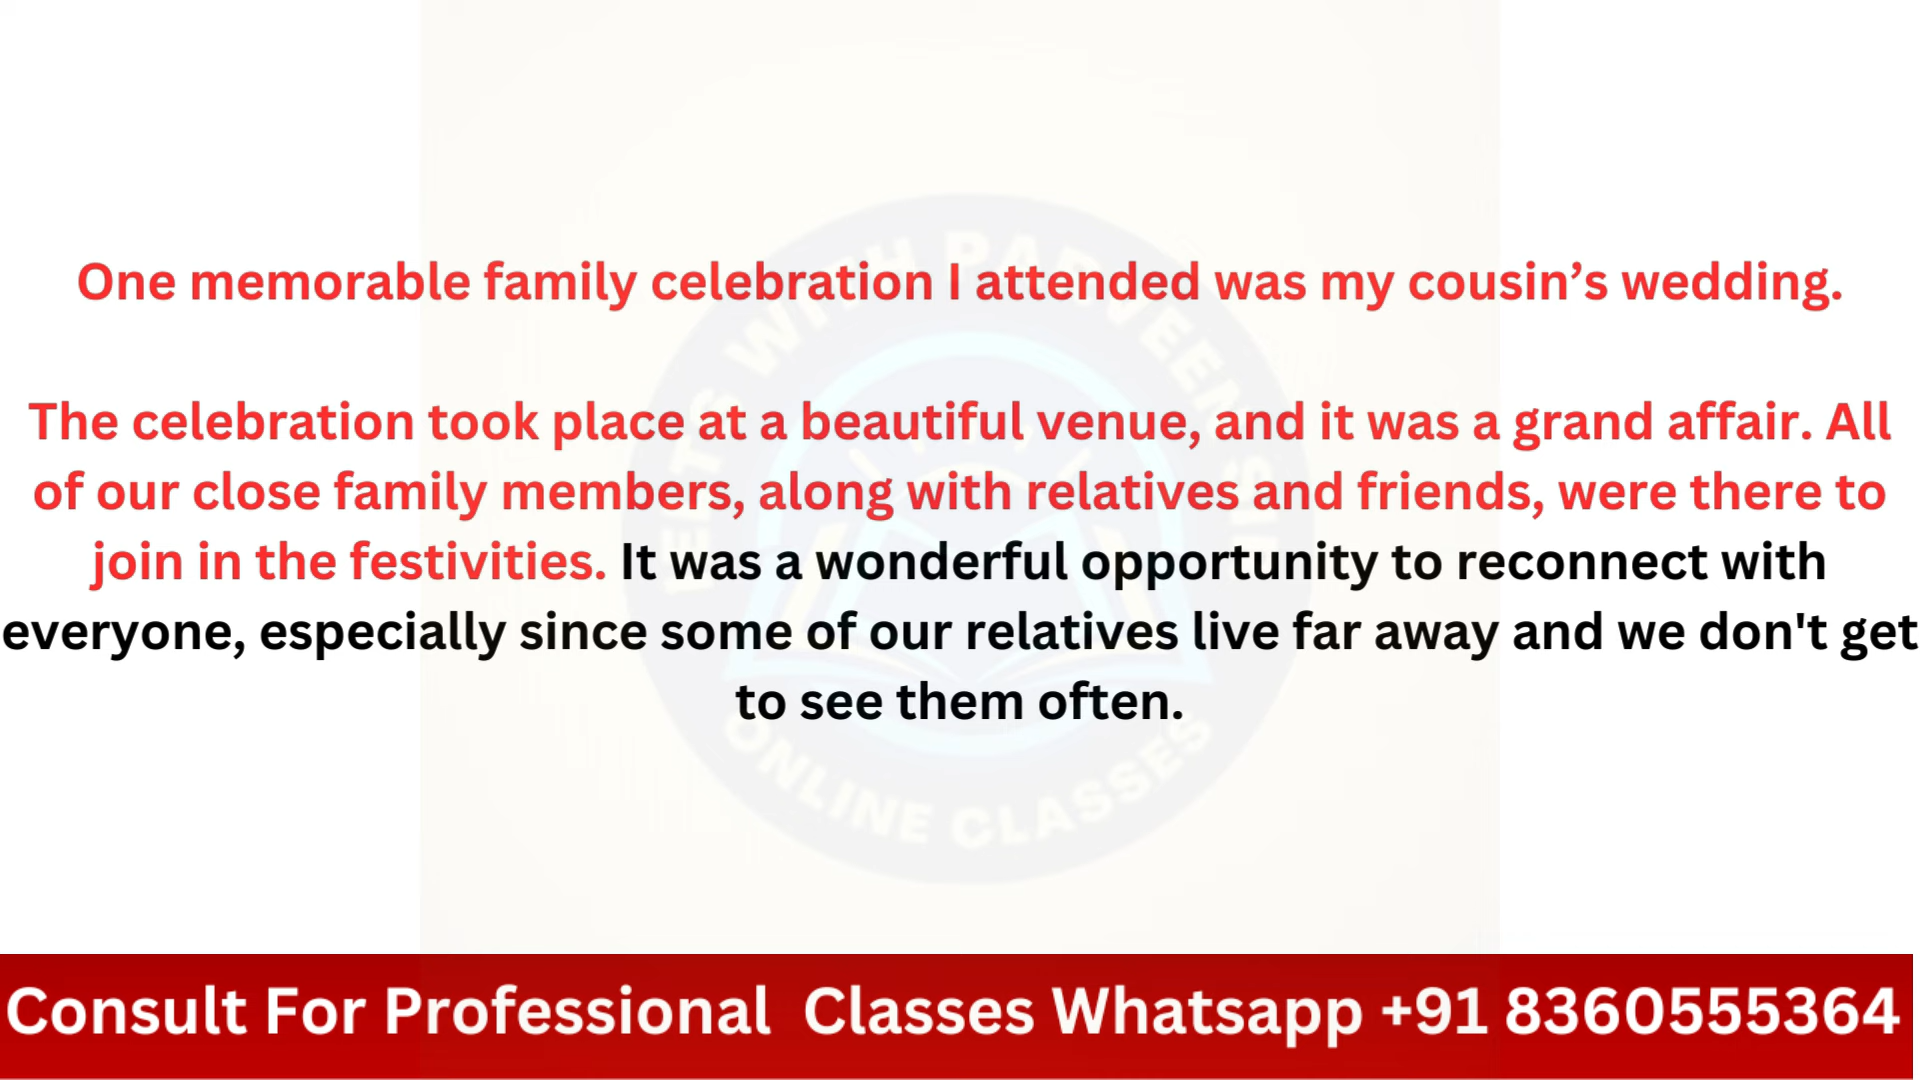 One memorable family celebration I attended was my cousin’s wedding.
The celebration took place at a beautiful venue, and it was a grand affair. All
of our close family members, along with relatives and friends, were there to
join in the festivities. It was a wonderful opportunity to reconnect with
everyone, especially since some of our relatives live far away and we don't get
to see them often.
ONLINE CLASSES
Consult For Professional Classes Whatsapp +91 8360555364